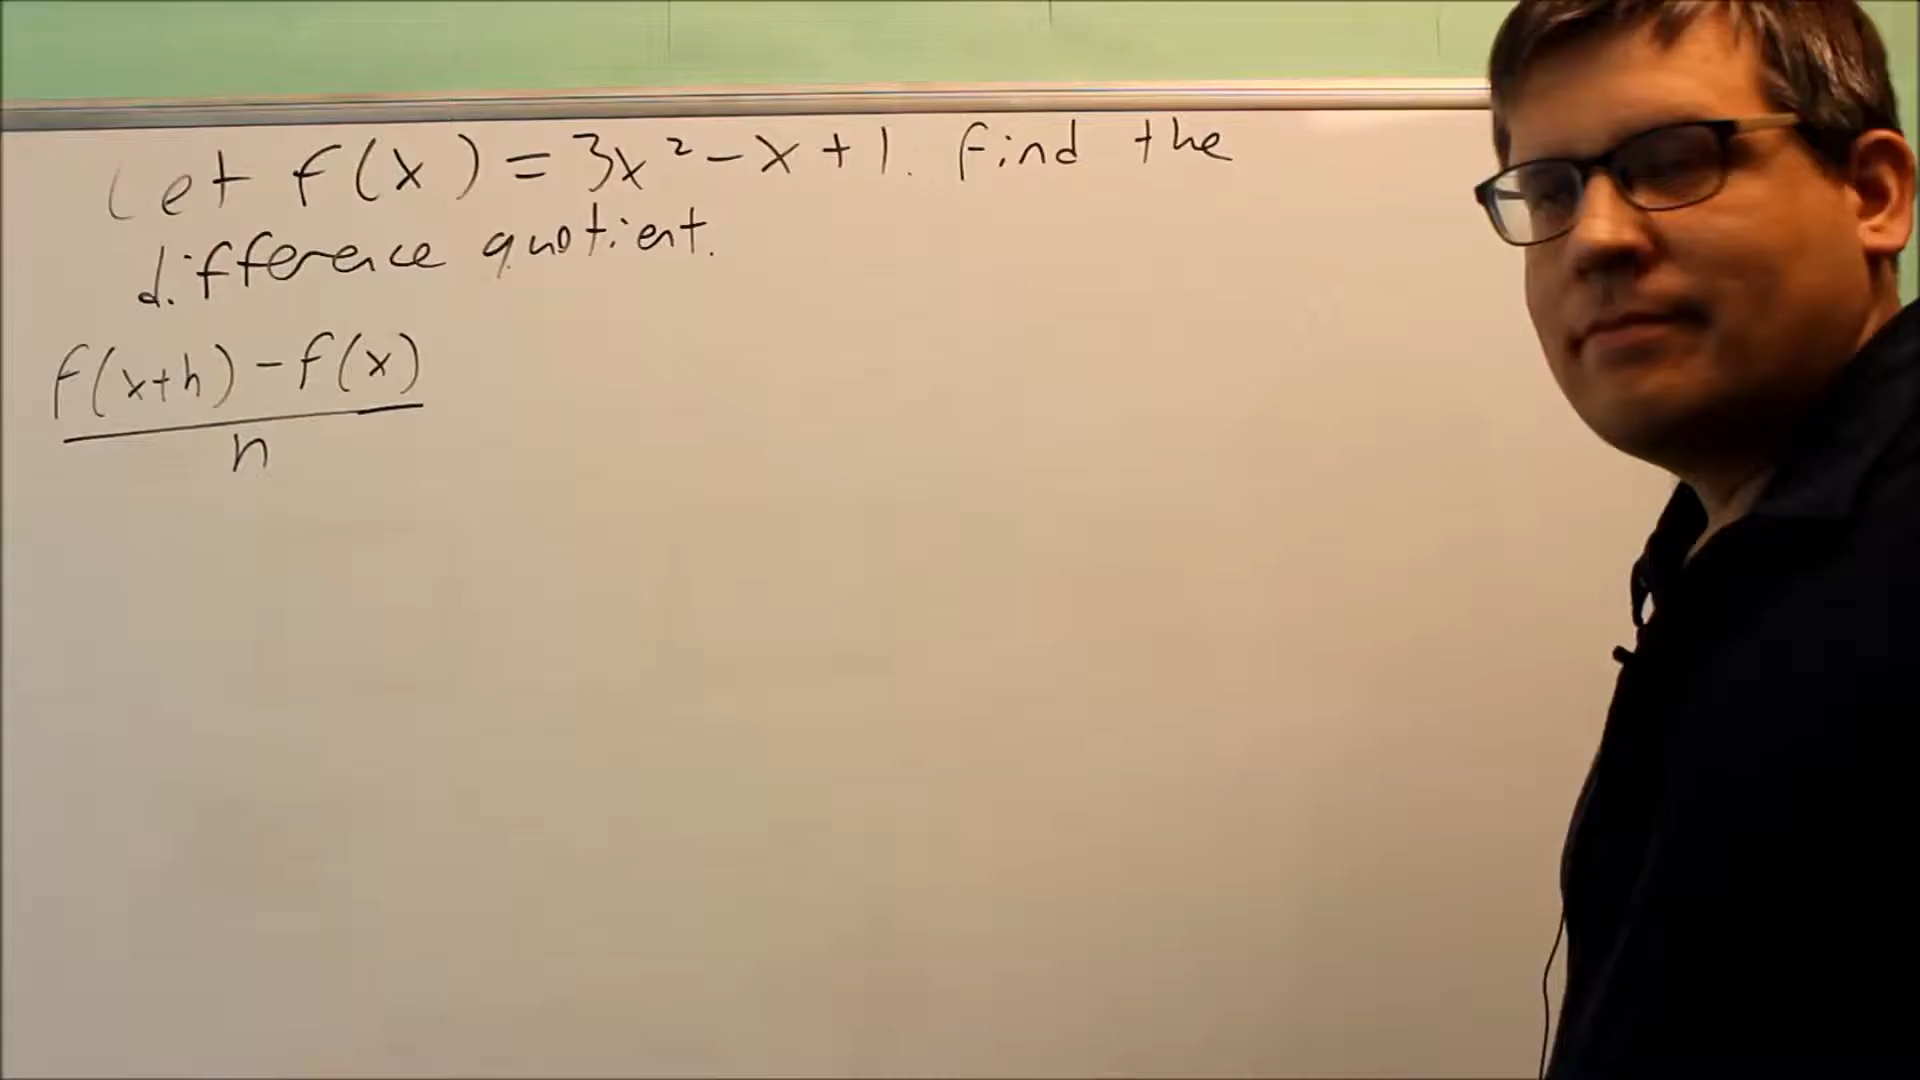 Let f(x) = 3x² - x + 1. Find the
difference quotient.
f(x+h) - f(x)
h